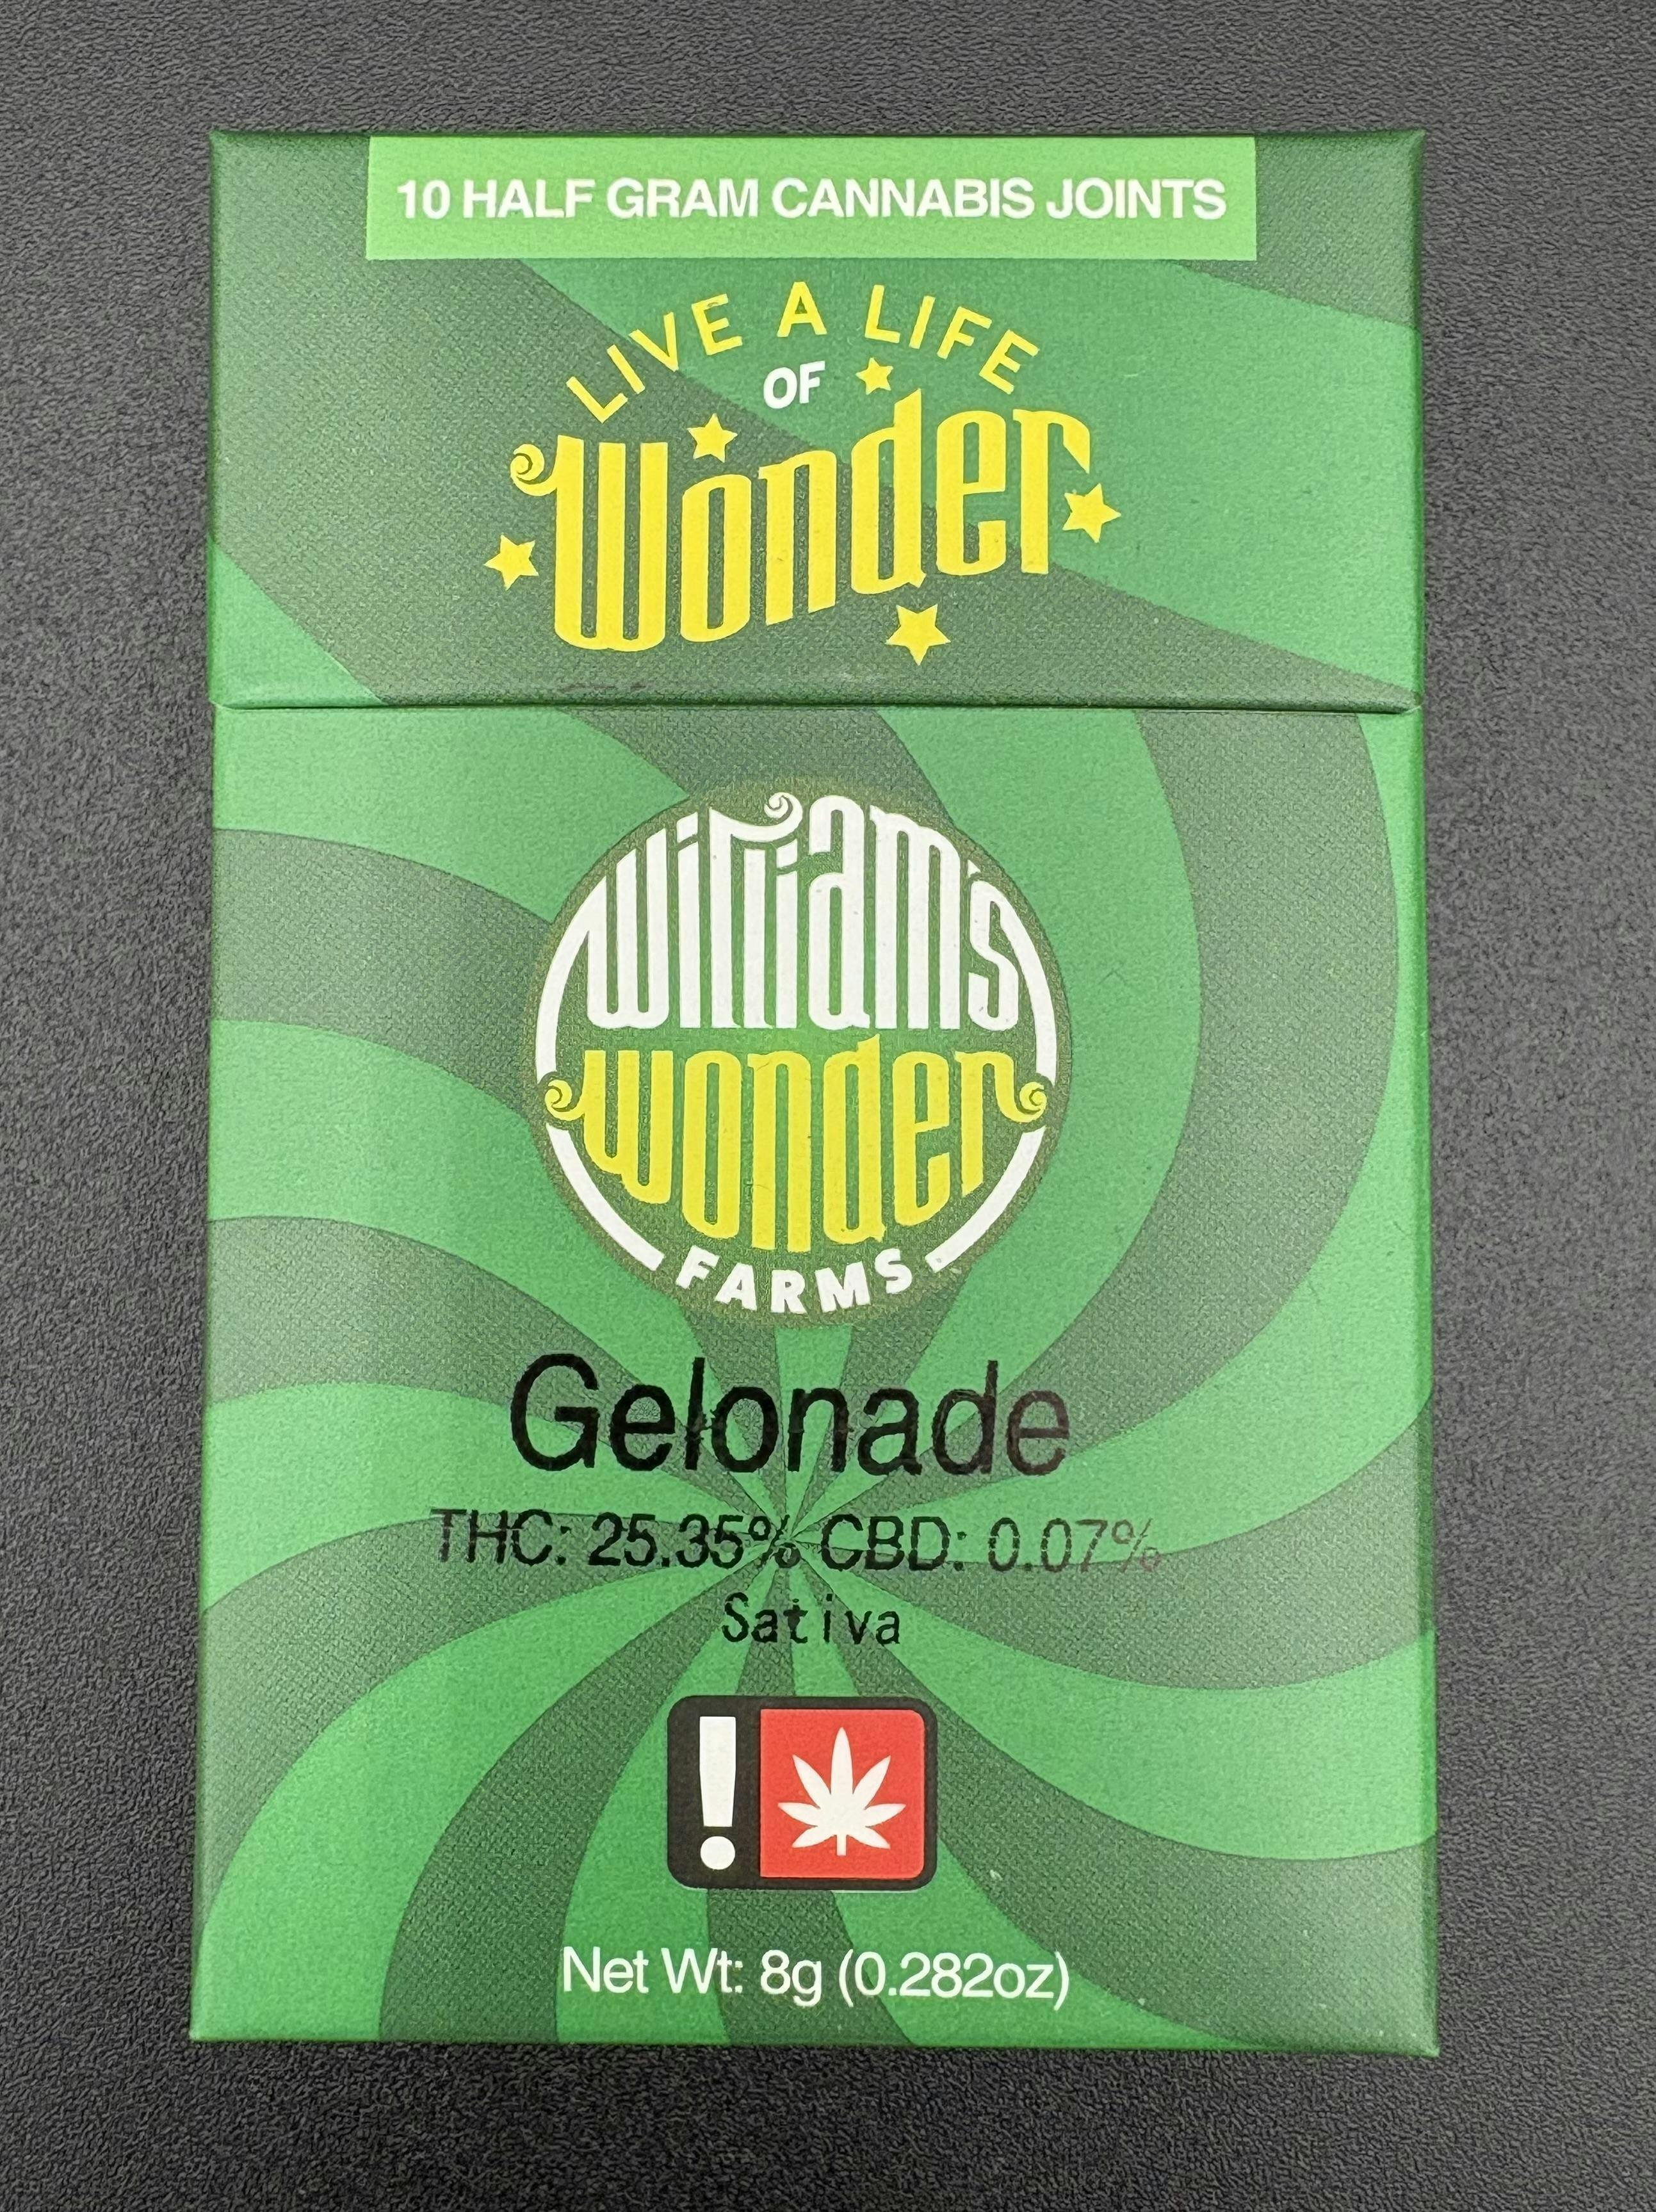 10 HALF GRAM CANNABIS JOINTS
LIVE A LIFE
OF
Wonder
William's
wonder
FARMS
Gelonade
THC: 25.35% CBD: 0.07%
Sativa
!
Net Wt: 8g (0.282oz)